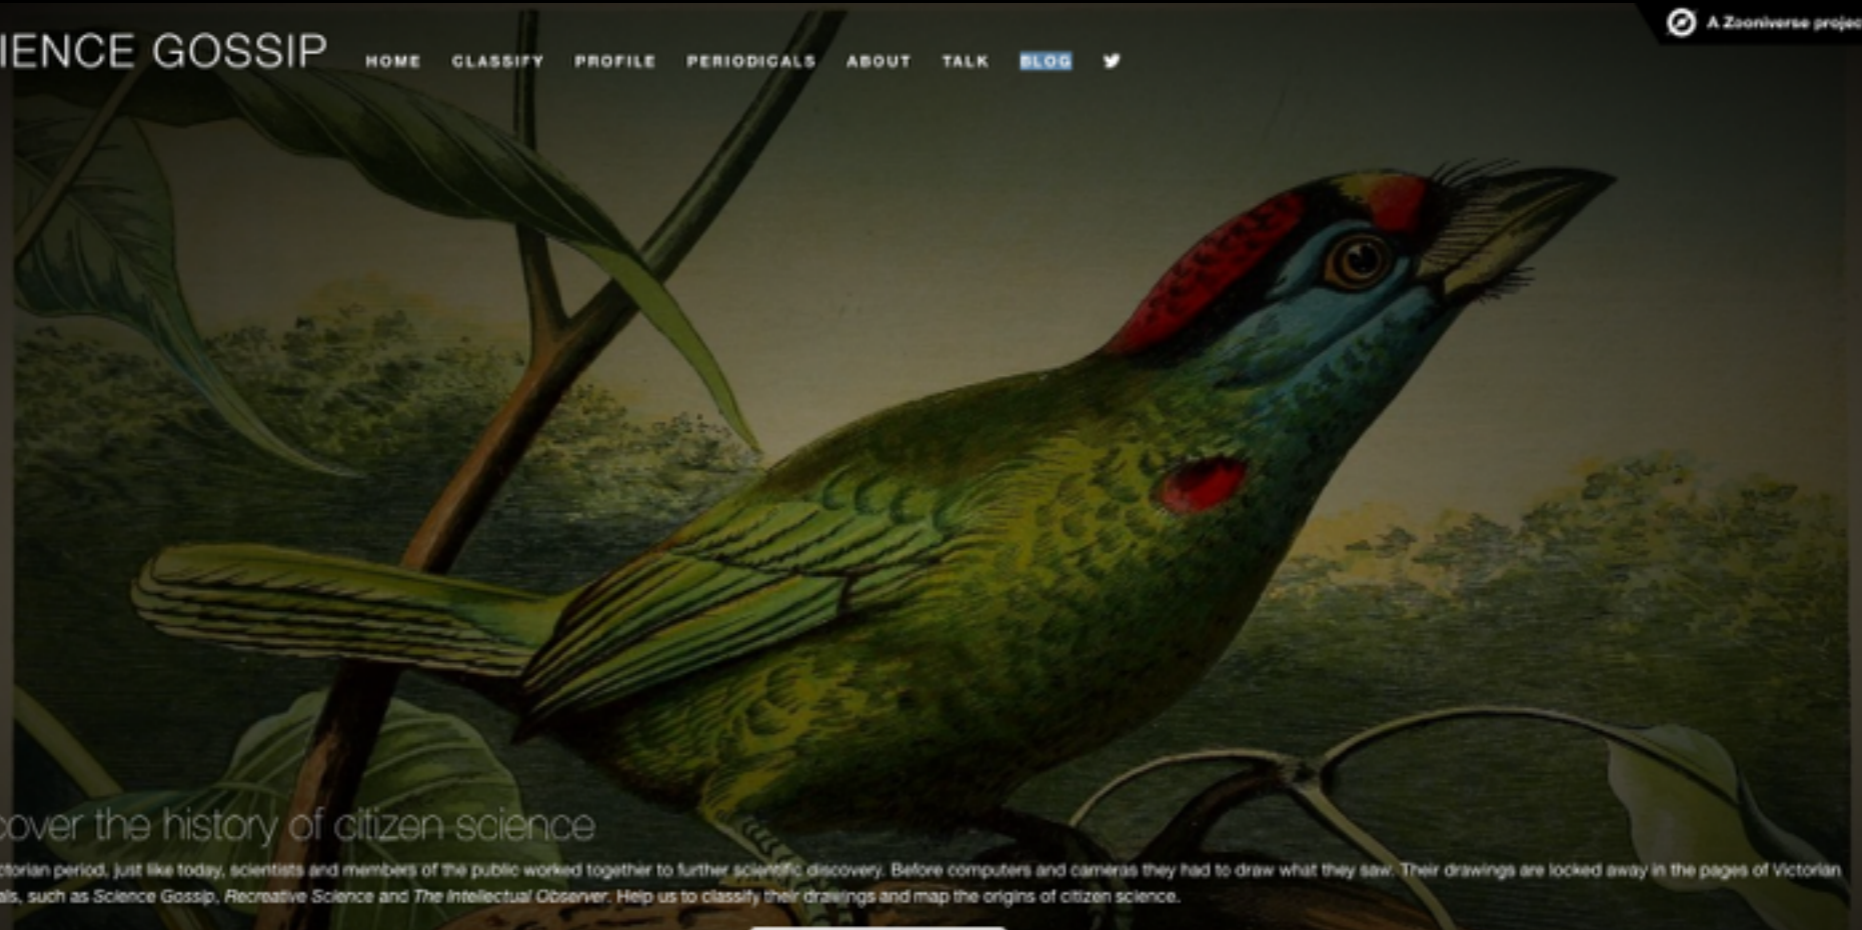 IENCE GOSSIP
HOME CLASSIFY PROFILE PERIODICALS ABOUT TALK BLOG
A Zooniverse projec
cover the history of citizen science
ctorian period, just like today, scientists and members of the public worked together to further scientific discovery. Before computers and cameras they had to draw what they saw. Their drawings are locked away in the pages of Victorian
als, such as Science Gossip, Recreative Science and The Intellectual Observer. Help us to classify their drawings and map the origins of citizen science.